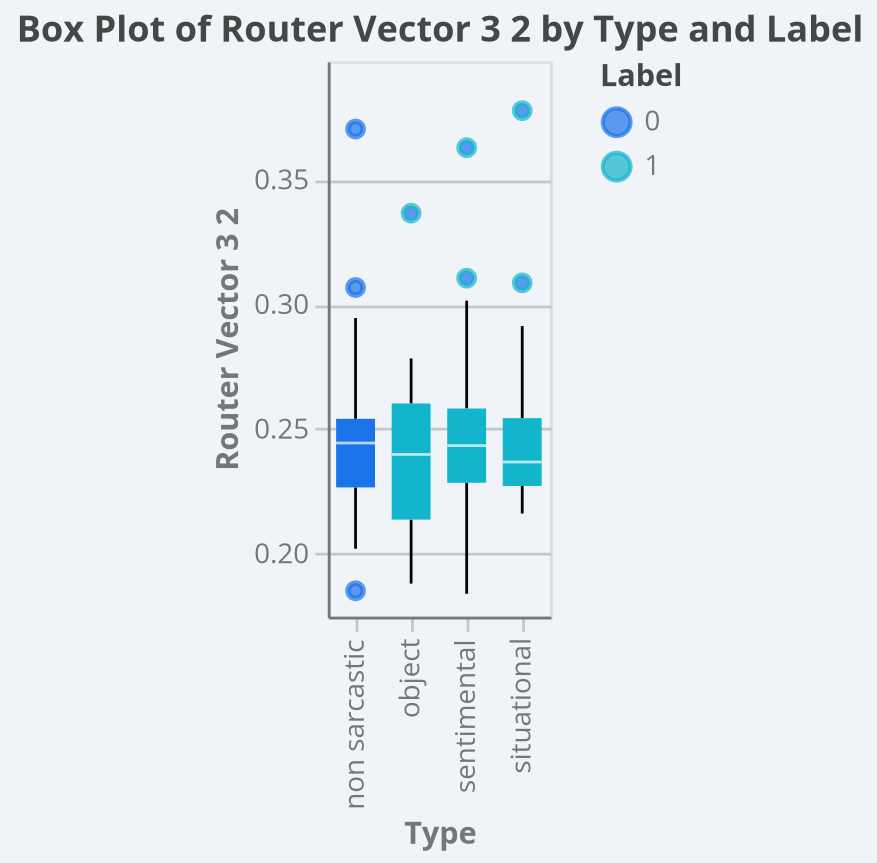 Box Plot of Router Vector 3 2 by Type and Label
Label
0
1
Router Vector 3 2
0.35
0.30
0.25
0.20
non sarcastic
object
sentimental
situational
Type